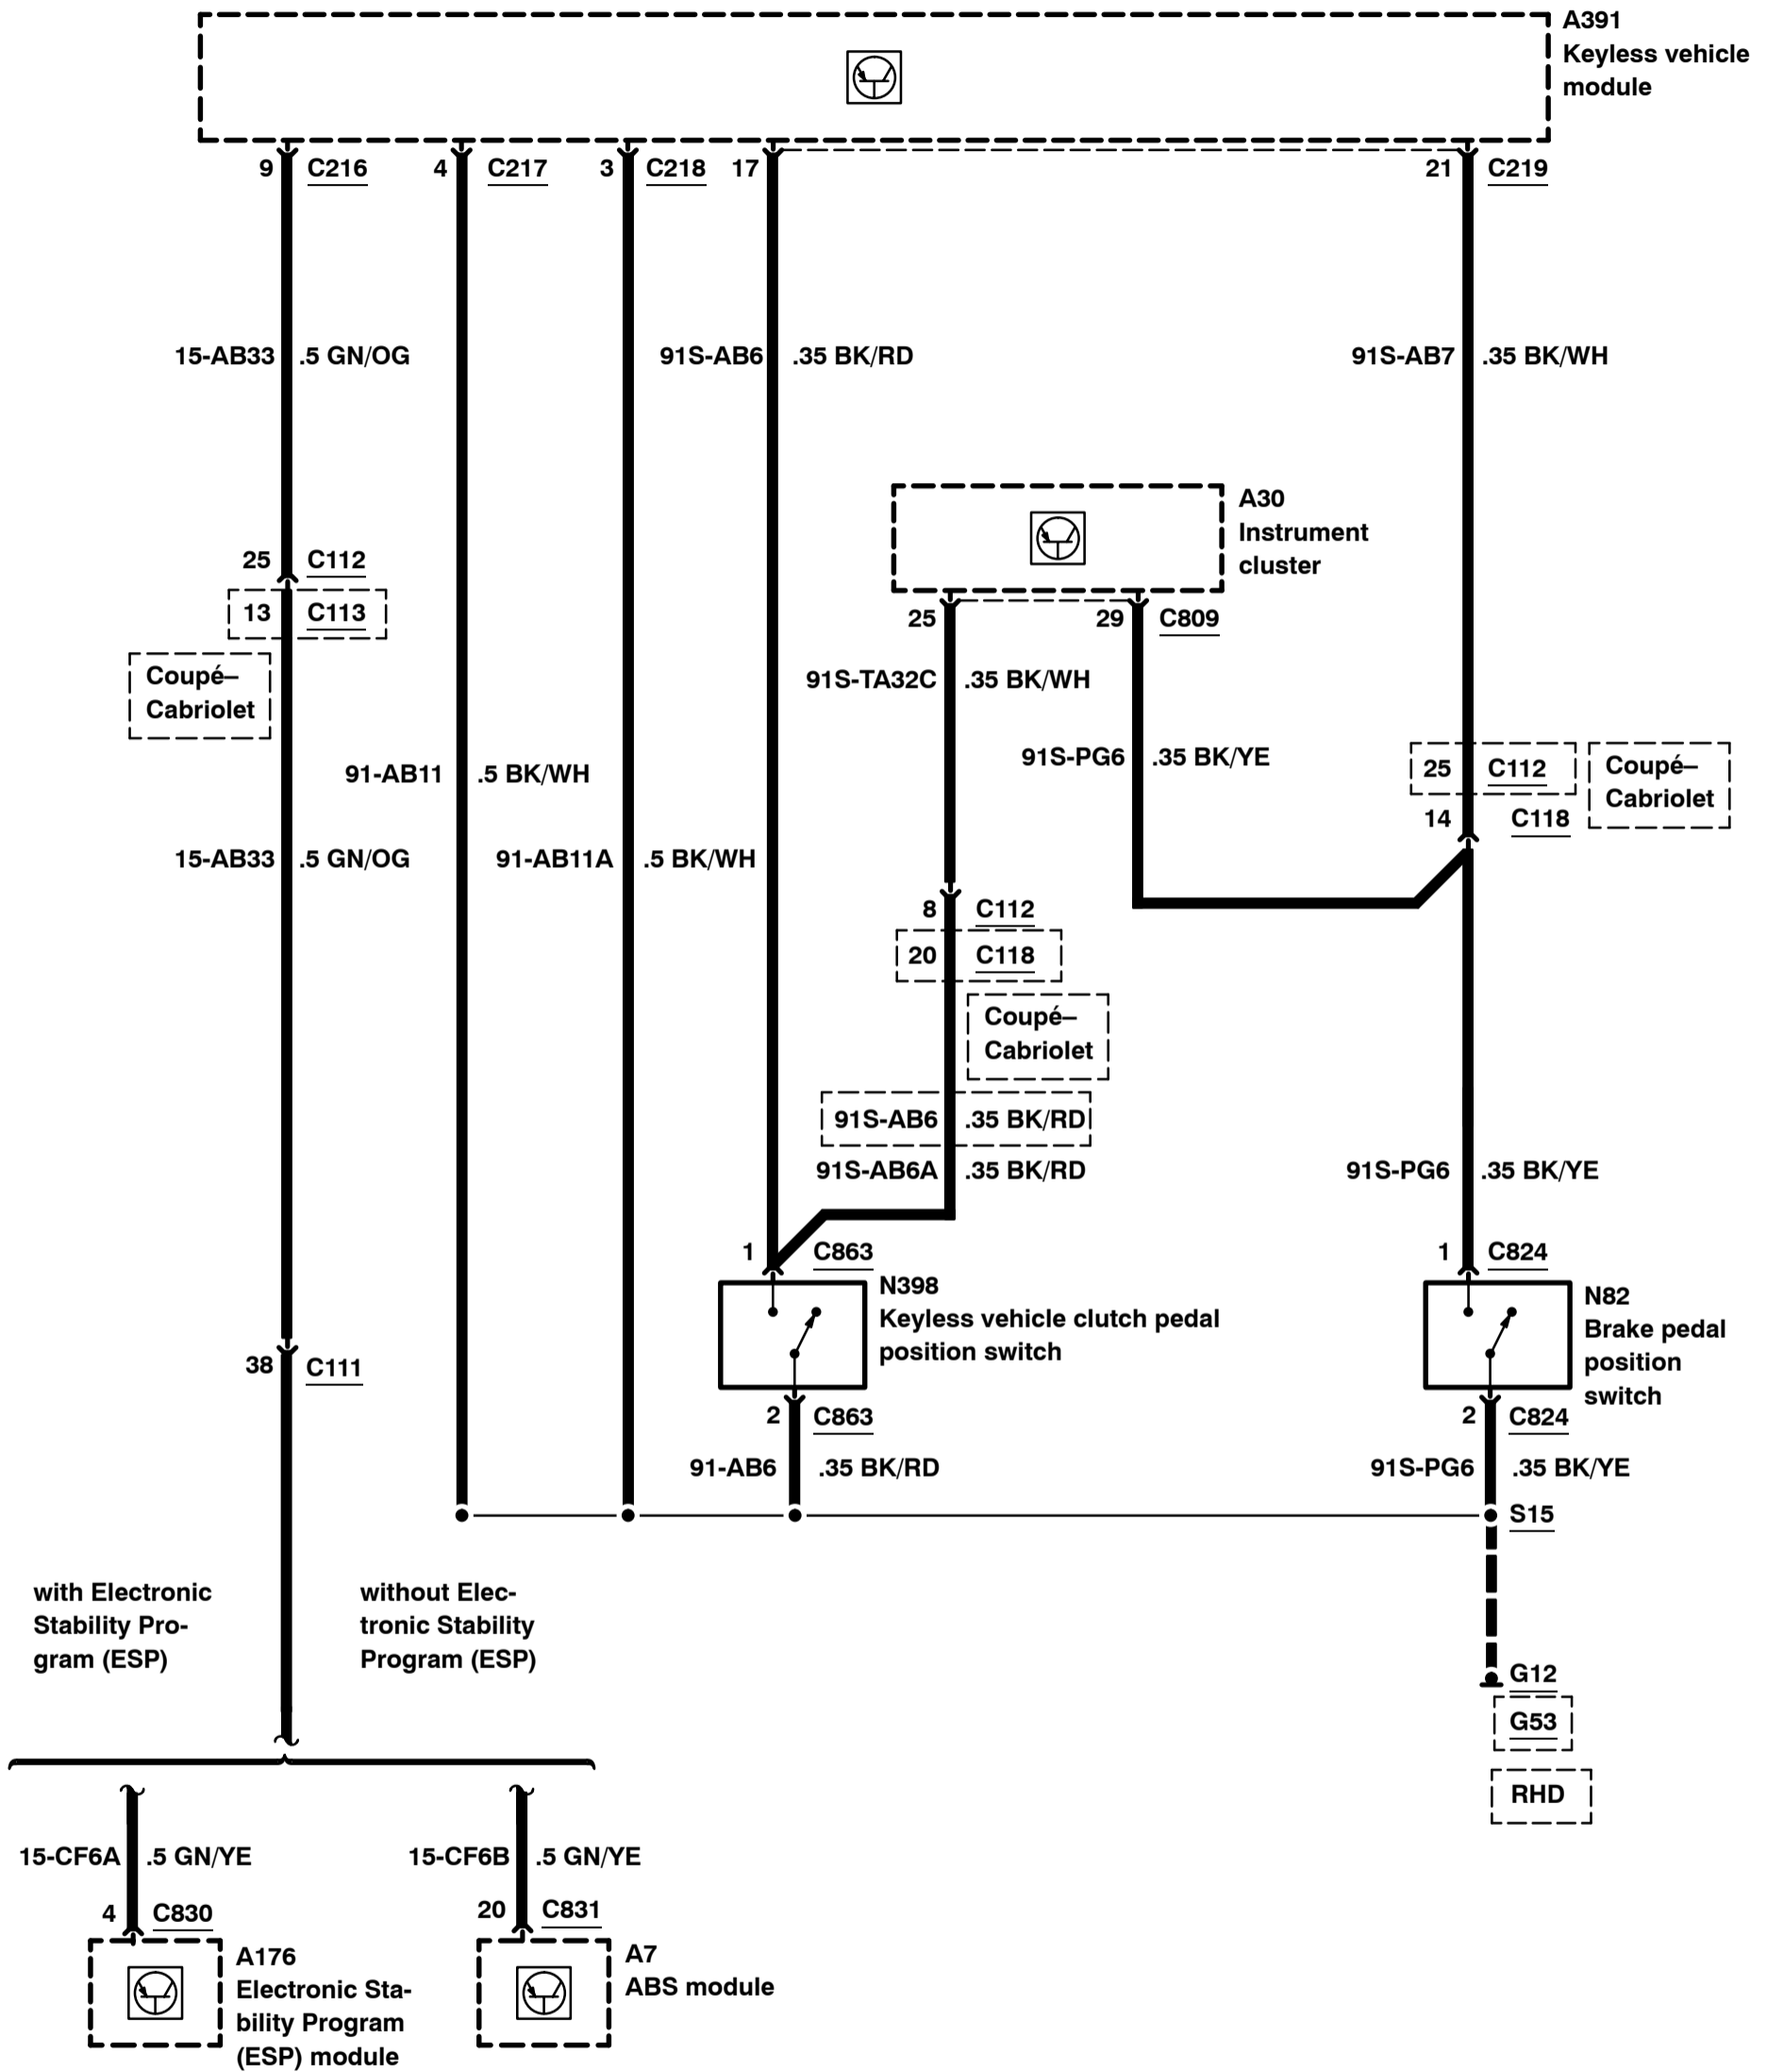 A391
Keyless vehicle
module
9 C216 4 C217 3 C218 17 21 C219
15-AB33 .5 GN/OG 91S-AB6 .35 BK/RD 91S-AB7 .35 BK/WH
A30
Instrument
cluster
25 C112
13 C113
25 29 C809
Coupé–
Cabriolet
91S-TA32C .35 BK/WH
91S-PG6 .35 BK/YE
25 C112
Coupé–
Cabriolet
14 C118
91-AB11 .5 BK/WH
15-AB33 .5 GN/OG 91-AB11A .5 BK/WH
8 C112
20 C118
Coupé–
Cabriolet
91S-AB6 .35 BK/RD
91S-AB6A .35 BK/RD 91S-PG6 .35 BK/YE
1 C863 1 C824
N398
Keyless vehicle clutch pedal
position switch
N82
Brake pedal
position
switch
38 C111
2 C863 2 C824
91-AB6 .35 BK/RD 91S-PG6 .35 BK/YE
S15
with Electronic
Stability Pro-
gram (ESP)
without Elec-
tronic Stability
Program (ESP)
G12
G53
RHD
15-CF6A .5 GN/YE 15-CF6B .5 GN/YE
4 C830 20 C831
A176
Electronic Sta-
bility Program
(ESP) module
A7
ABS module